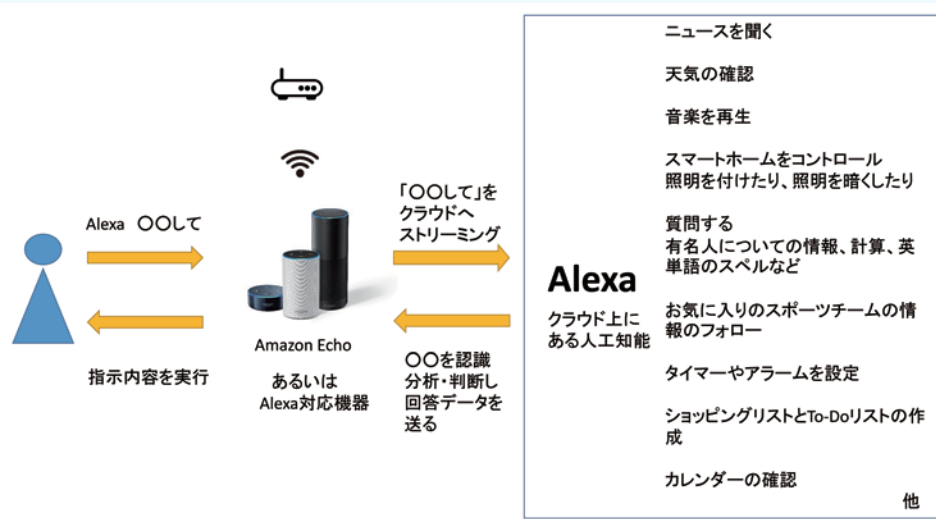 Alexa 〇〇して
指示内容を実行
Amazon Echo
あるいは
Alexa対応機器
「〇〇して」を
クラウドへ
ストリーミング
〇〇を認識
分析・判断し
回答データを
送る
Alexa
クラウド上に
ある人工知能
ニュースを聞く
天気の確認
音楽を再生
スマートホームをコントロール
照明を付けたり、照明を暗くしたり
質問する
有名人についての情報、計算、英
単語のスペルなど
お気に入りのスポーツチームの情
報のフォロー
タイマーやアラームを設定
ショッピングリストとTo-Doリストの作
成
カレンダーの確認
他